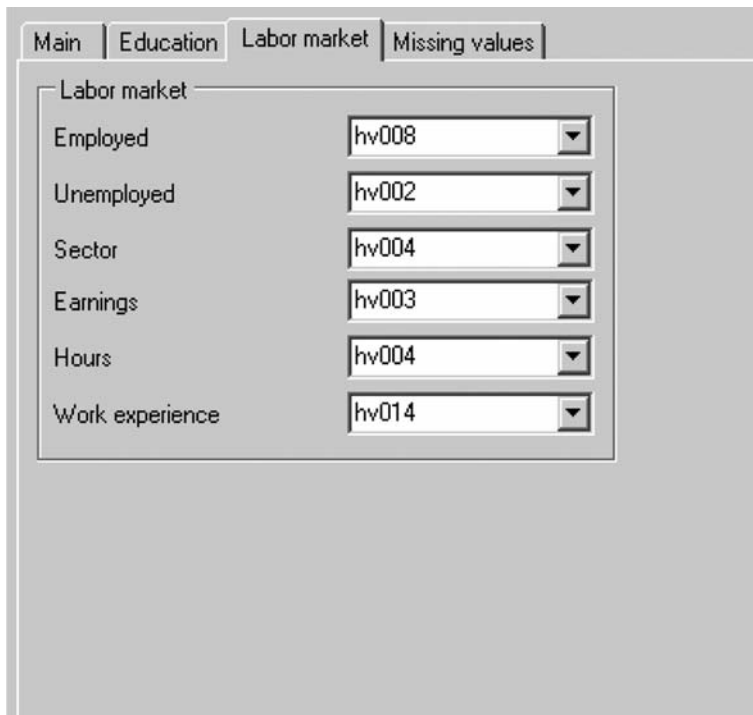 Main Education Labor market Missing values
Labor market
Employed hv008
Unemployed hv002
Sector hv004
Earnings hv003
Hours hv004
Work experience hv014